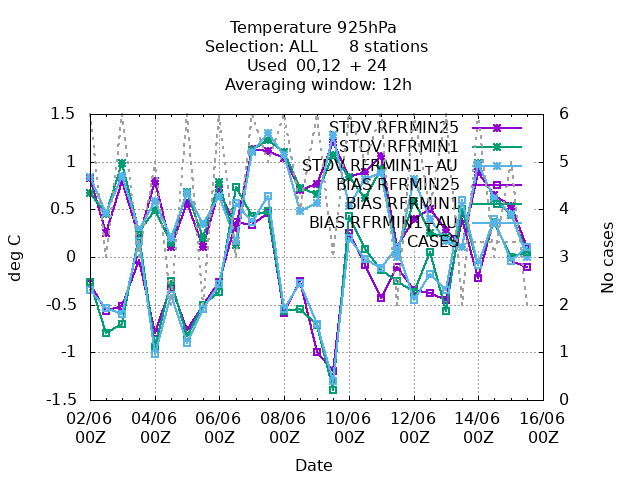 Temperature 925hPa
Selection: ALL 8 stations
Used 00,12 + 24
Averaging window: 12h
1.5 6
STDV RFRMIN25
STDV RFRMIN1
1 5
STDV RFRMIN1_AU
BIAS RFRMIN25
BIAS RFRMIN1
0.5 4
BIAS RFRMIN1_AU
CASES
0 3
-0.5 2
-1 1
-1.5 0
deg C
No cases
02/06 04/06 06/06 08/06 10/06 12/06 14/06 16/06
00Z 00Z 00Z 00Z 00Z 00Z 00Z 00Z
Date